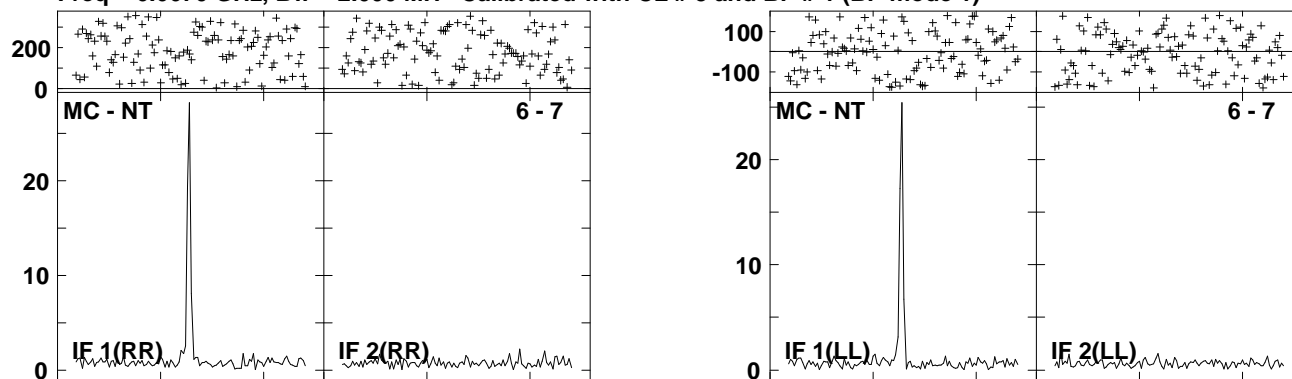 200
0
MC - NT
6 - 7
20
10
0
IF 1(RR)
IF 2(RR)
100
-100
MC - NT
6 - 7
20
10
0
IF 1(LL)
IF 2(LL)